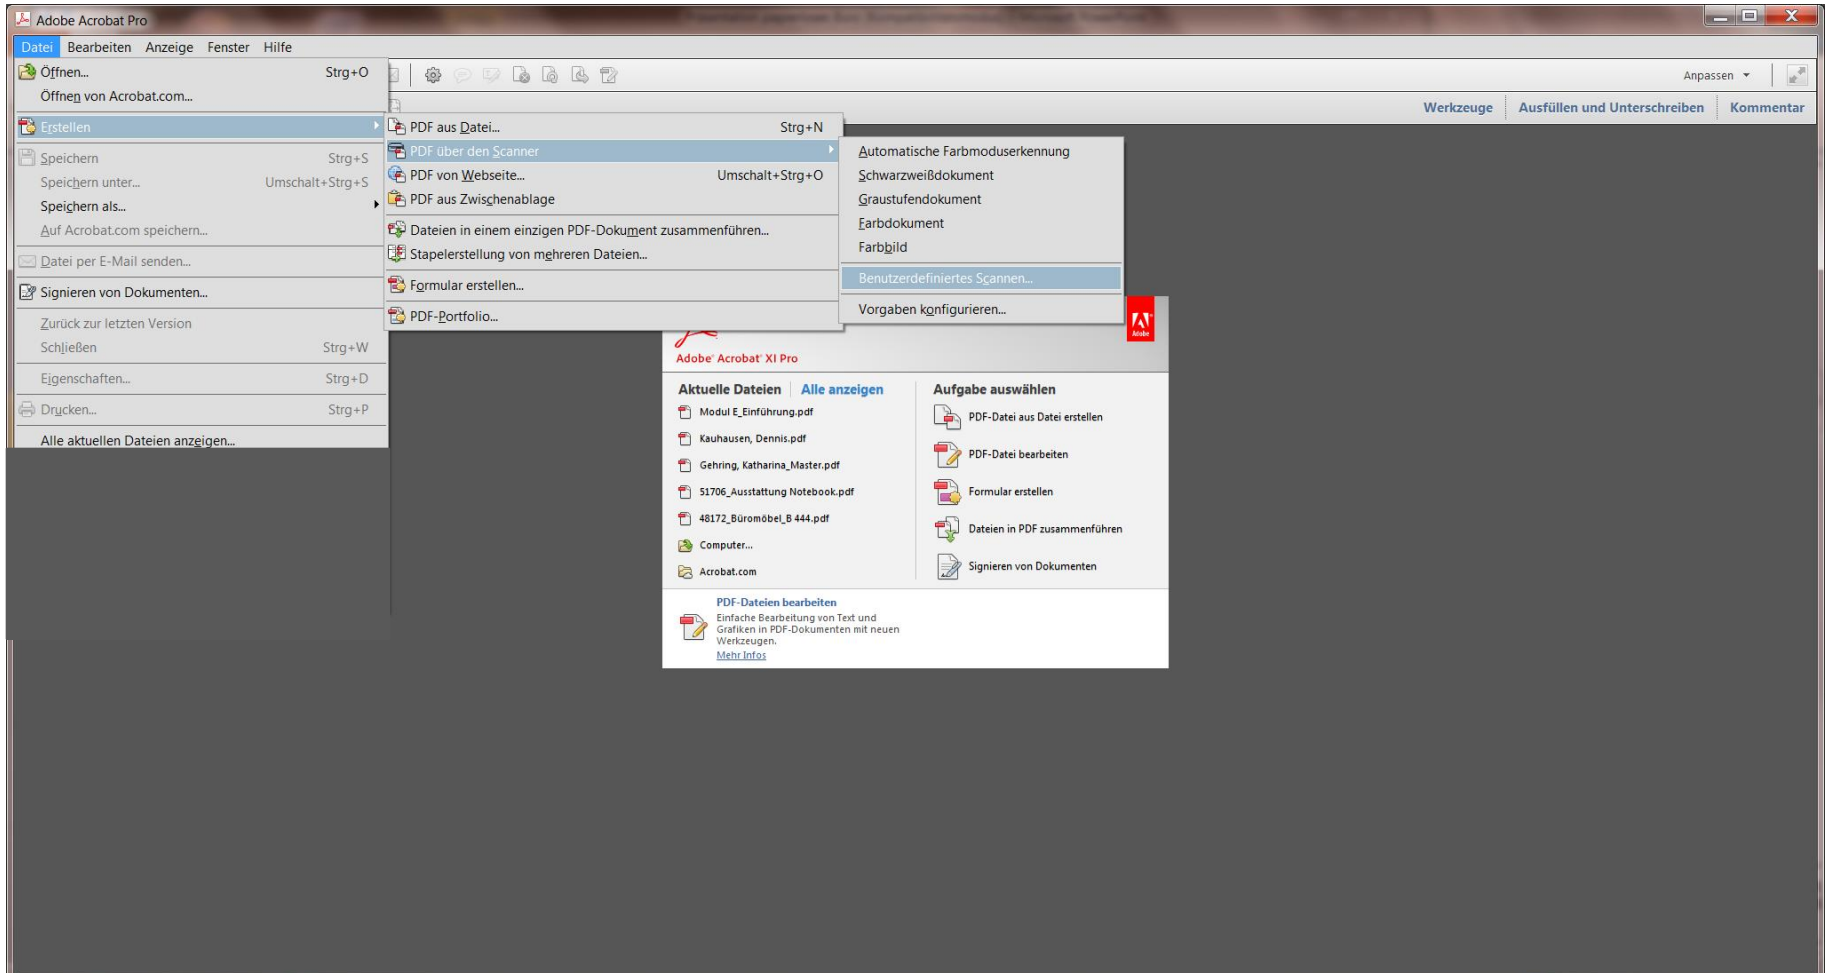 Adobe Acrobat Pro
Datei Bearbeiten Anzeige Fenster Hilfe
Anpassen
Werkzeuge Ausfüllen und Unterschreiben Kommentar
Öffnen... Strg+O
Öffnen von Acrobat.com...
Erstellen
Speichern Strg+S
Speichern unter... Umschalt+Strg+S
Speichern als...
Auf Acrobat.com speichern...
Datei per E-Mail senden...
Signieren von Dokumenten...
Zurück zur letzten Version
Schließen Strg+W
Eigenschaften... Strg+D
Drucken... Strg+P
Alle aktuellen Dateien anzeigen...
PDF aus Datei... Strg+N
PDF über den Scanner
PDF von Webseite... Umschalt+Strg+O
PDF aus Zwischenablage
Dateien in einem einzigen PDF-Dokument zusammenführen...
Stapelerstellung von mehreren Dateien...
Formular erstellen...
PDF-Portfolio...
Automatische Farbmoduserkennung
Schwarzweißdokument
Graustufendokument
Farbdokument
Farbbild
Benutzerdefiniertes Scannen...
Vorgaben konfigurieren...
Adobe
Adobe® Acrobat® XI Pro
Aktuelle Dateien Alle anzeigen
Modul E_Einführung.pdf
Kauhausen, Dennis.pdf
Gehring, Katharina_Master.pdf
51706_Ausstattung Notebook.pdf
48172_Büromöbel_B 444.pdf
Computer...
Acrobat.com
Aufgabe auswählen
PDF-Datei aus Datei erstellen
PDF-Datei bearbeiten
Formular erstellen
Dateien in PDF zusammenführen
Signieren von Dokumenten
PDF-Dateien bearbeiten
Einfache Bearbeitung von Text und
Grafiken in PDF-Dokumenten mit neuen
Werkzeugen.
Mehr Infos